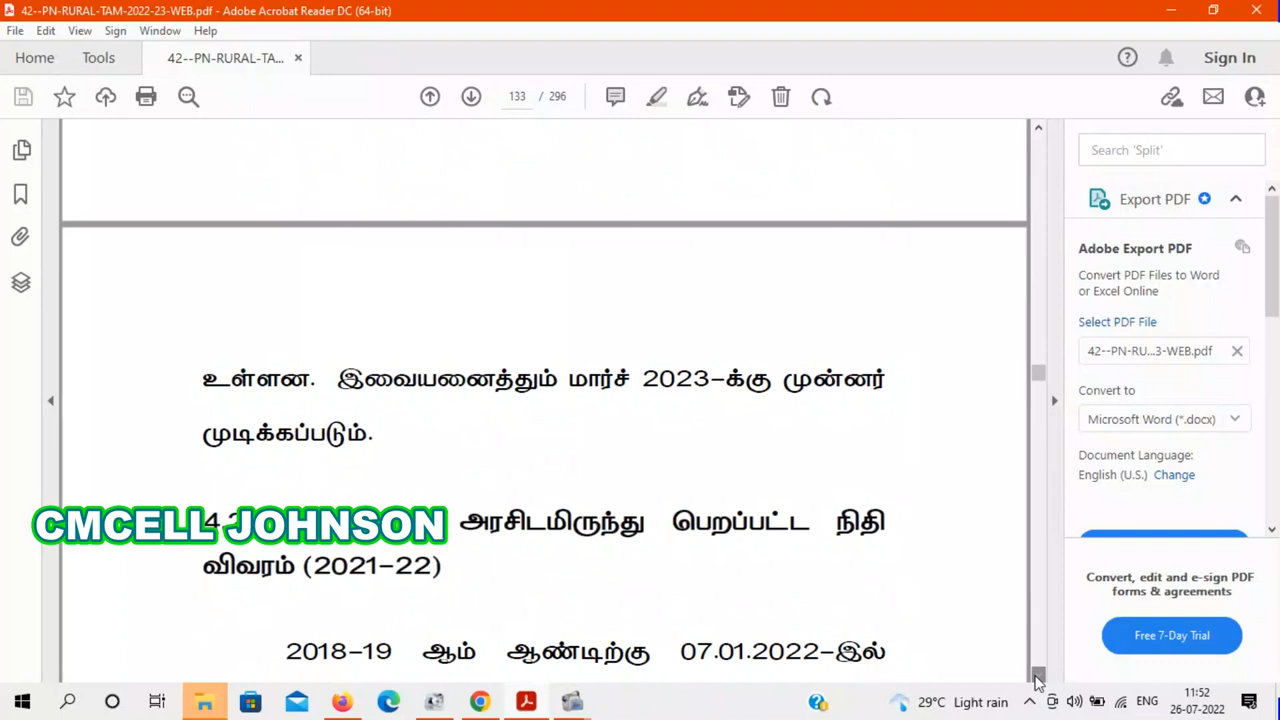 42--PN-RURAL-TAM-2022-23-WEB.pdf - Adobe Acrobat Reader DC (64-bit)
File Edit View Sign Window Help
Home Tools 42--PN-RURAL-TA... × Sign In
133 / 296
Search 'Split'
Export PDF
Adobe Export PDF
Convert PDF Files to Word
or Excel Online
Select PDF File
42--PN-RU...3-WEB.pdf
Convert to
Microsoft Word (*.docx)
Document Language:
English (U.S.) Change
Convert, edit and e-sign PDF
forms & agreements
Free 7-Day Trial
உள்ளன. இவையனைத்தும் மார்ச் 2023-க்கு முன்னர்
முடிக்கப்படும்.
CMCELL JOHNSON
அரசிடமிருந்து பெறப்பட்ட நிதி
விவரம் (2021-22)
2018-19 ஆம் ஆண்டிற்கு 07.01.2022-இல்
29°C Light rain ENG 11:52
26-07-2022